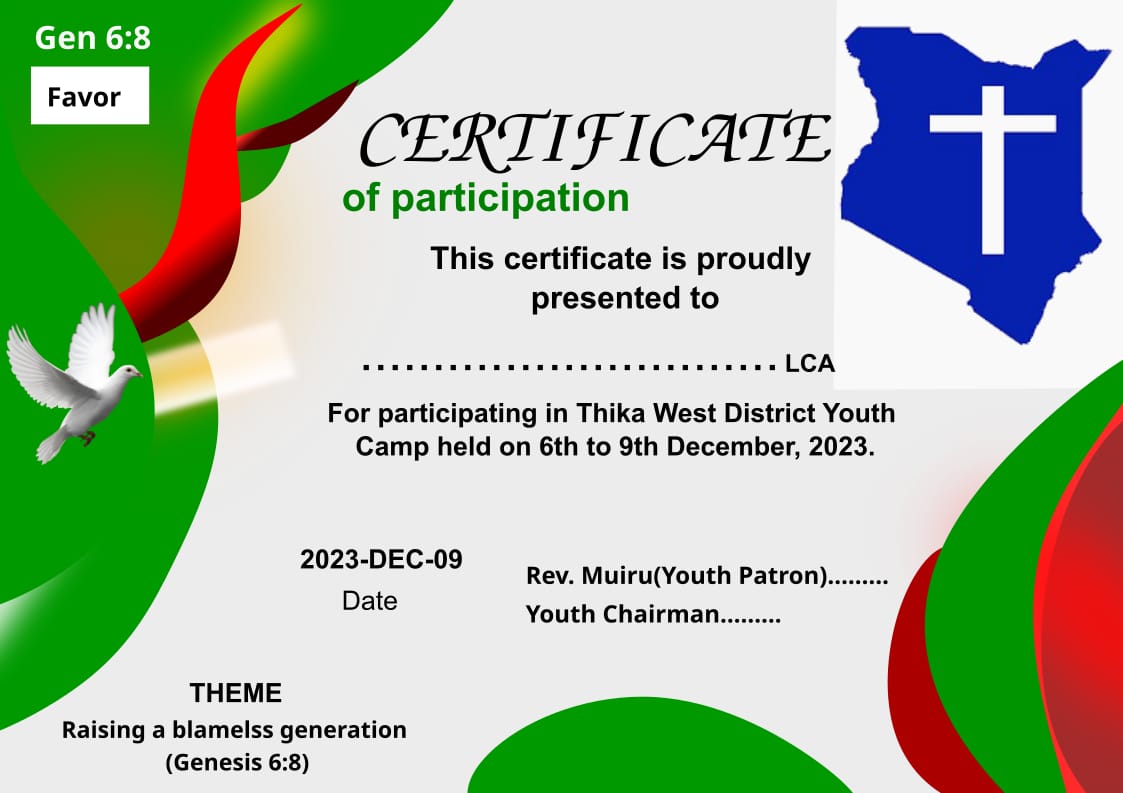 Gen 6:8
Favor
CERTIFICATE
of participation
This certificate is proudly
presented to
............................. LCA
For participating in Thika West District Youth
Camp held on 6th to 9th December, 2023.
2023-DEC-09
Date
Rev. Muiru(Youth Patron).........
Youth Chairman.........
THEME
Raising a blamelss generation
(Genesis 6:8)